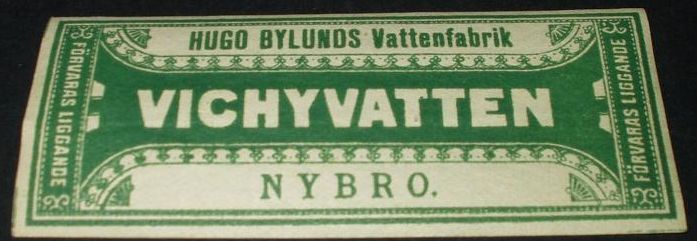 HUGO BYLUNDS Vattenfabrik
FÖRVARAS LIGGANDE
VICHYVATTEN
FÖRVARAS LIGGANDE
NYBRO.